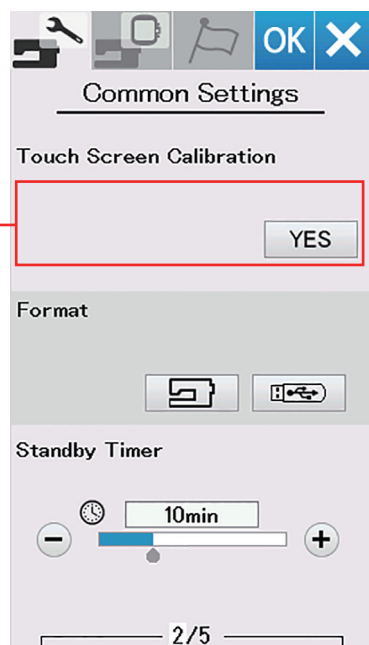 OK
Common Settings
Touch Screen Calibration
YES
Format
Standby Timer
10min
2/5